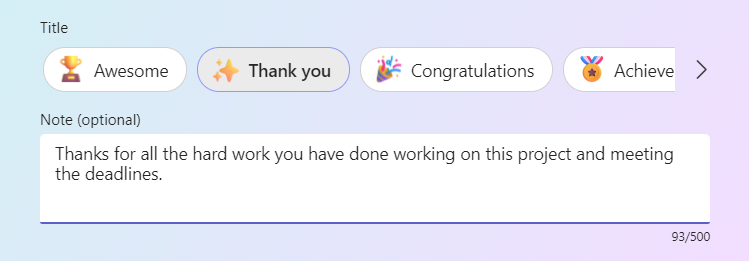 Title
Awesome
Thank you
Congratulations
Achieve
Note (optional)
Thanks for all the hard work you have done working on this project and meeting
the deadlines.
93/500